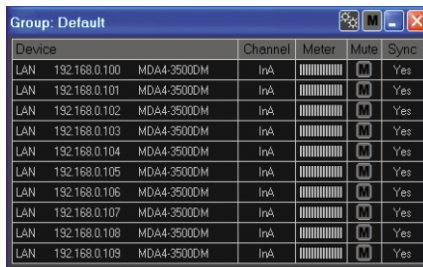 Group: Default M
Device Channel Meter Mute Sync
LAN 192.168.0.100 MDA4-3500DM InA M Yes
LAN 192.168.0.101 MDA4-3500DM InA M Yes
LAN 192.168.0.102 MDA4-3500DM InA M Yes
LAN 192.168.0.103 MDA4-3500DM InA M Yes
LAN 192.168.0.104 MDA4-3500DM InA M Yes
LAN 192.168.0.105 MDA4-3500DM InA M Yes
LAN 192.168.0.106 MDA4-3500DM InA M Yes
LAN 192.168.0.107 MDA4-3500DM InA M Yes
LAN 192.168.0.108 MDA4-3500DM InA M Yes
LAN 192.168.0.109 MDA4-3500DM InA M Yes